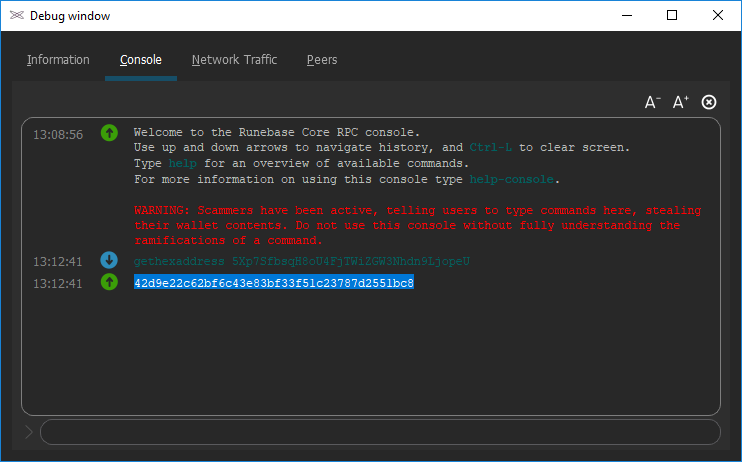 Debug window
Information Console Network Traffic Peers
A- A+
13:08:56 Welcome to the Runebase Core RPC console.
Use up and down arrows to navigate history, and Ctrl-L to clear screen.
Type help for an overview of available commands.
For more information on using this console type help-console.
WARNING: Scammers have been active, telling users to type commands here, stealing
their wallet contents. Do not use this console without fully understanding the
ramifications of a command.
13:12:41 gethexaddress 5Xp7SfbsqH8oU4FjTWiZGW3Nhdn9LjopeU
13:12:41 42d9e22c62bf6c43e83bf33f51c23787d2551bc8
>